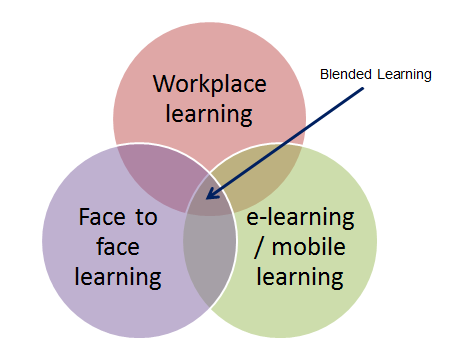 Blended Learning
Workplace
learning
Face to
face
learning
e-learning
/ mobile
learning